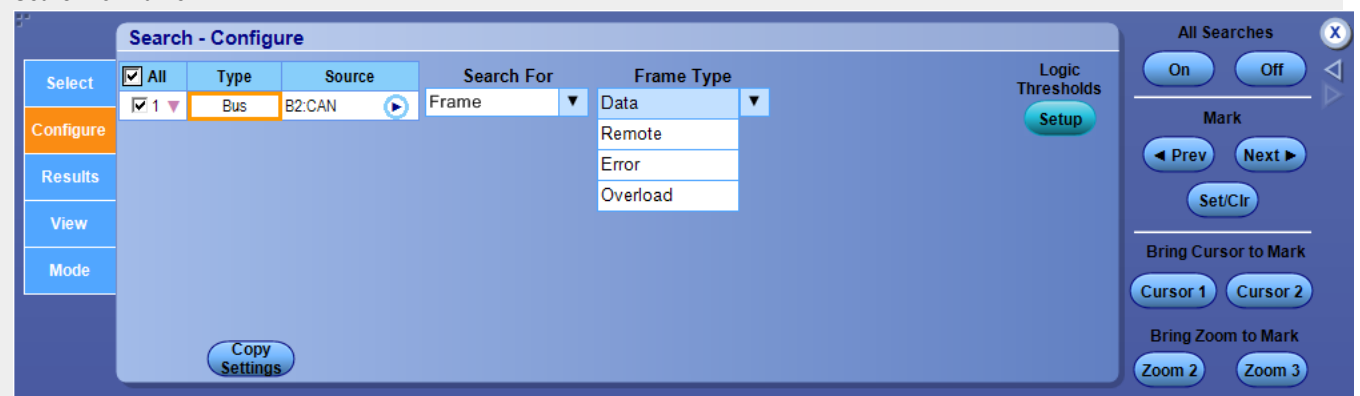 Search - Configure
Select
Configure
Results
View
Mode
All Type Source
1 Bus B2:CAN
Search For
Frame
Frame Type
Data
Remote
Error
Overload
Logic
Thresholds
Setup
Copy
Settings
All Searches
X
On Off
Mark
Prev Next
Set/Clr
Bring Cursor to Mark
Cursor 1 Cursor 2
Bring Zoom to Mark
Zoom 2 Zoom 3